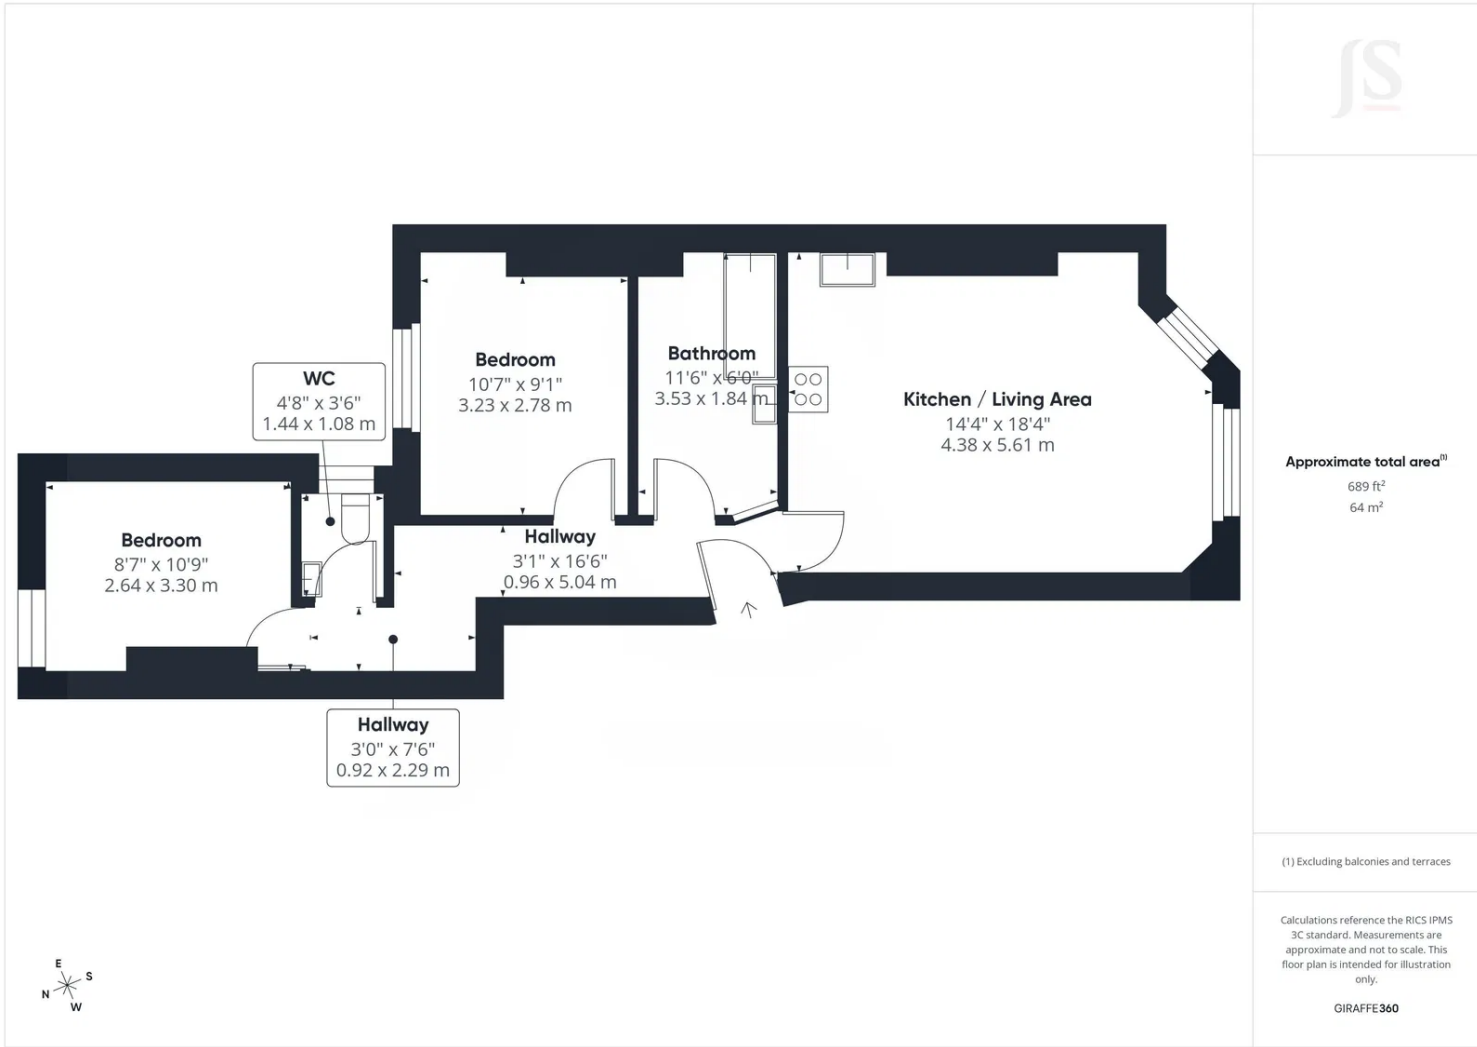 JS
WC
4'8" x 3'6"
1.44 x 1.08 m
Bedroom
10'7" x 9'1"
3.23 x 2.78 m
Bathroom
11'6" x 6'0"
3.53 x 1.84 m
Kitchen / Living Area
14'4" x 18'4"
4.38 x 5.61 m
Bedroom
8'7" x 10'9"
2.64 x 3.30 m
Hallway
3'1" x 16'6"
0.96 x 5.04 m
Hallway
3'0" x 7'6"
0.92 x 2.29 m
E
S
N
W
Approximate total area(1)
689 ft²
64 m²
(1) Excluding balconies and terraces
Calculations reference the RICS IPMS
3C standard. Measurements are
approximate and not to scale. This
floor plan is intended for illustration
only.
GIRAFFE360